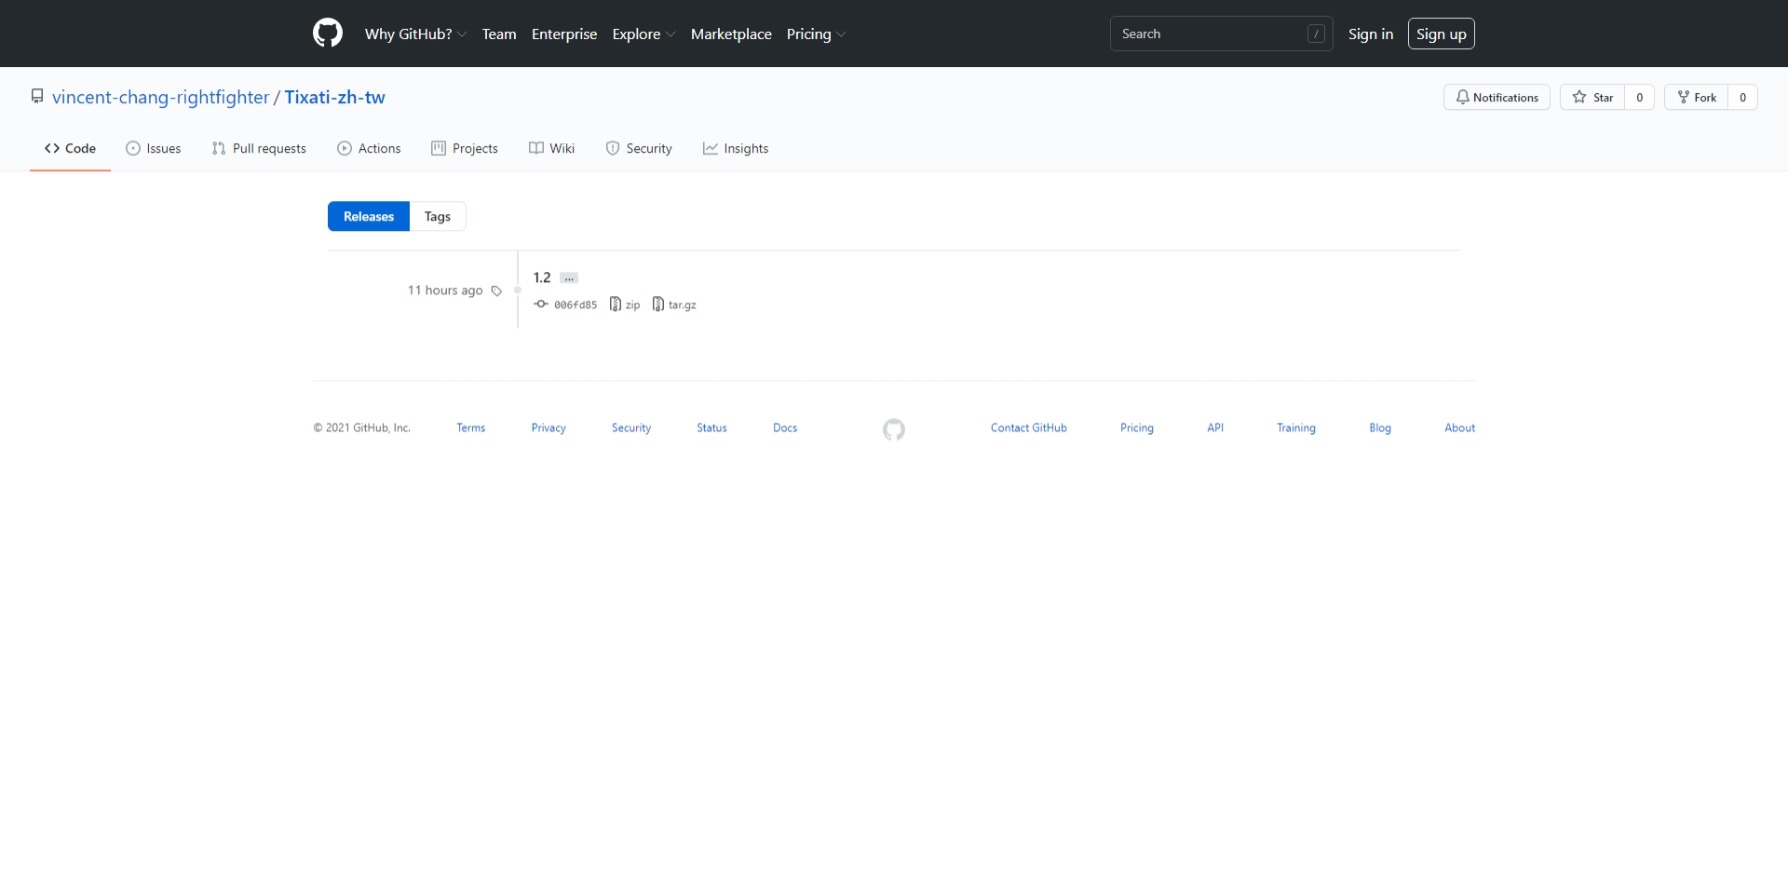 Why GitHub? Team Enterprise Explore Marketplace Pricing Search / Sign in Sign up
vincent-chang-rightfighter / Tixati-zh-tw Notifications Star 0 Fork 0
Code Issues Pull requests Actions Projects Wiki Security Insights
Releases Tags
1.2 ...
11 hours ago
006fd85 zip tar.gz
© 2021 GitHub, Inc. Terms Privacy Security Status Docs Contact GitHub Pricing API Training Blog About